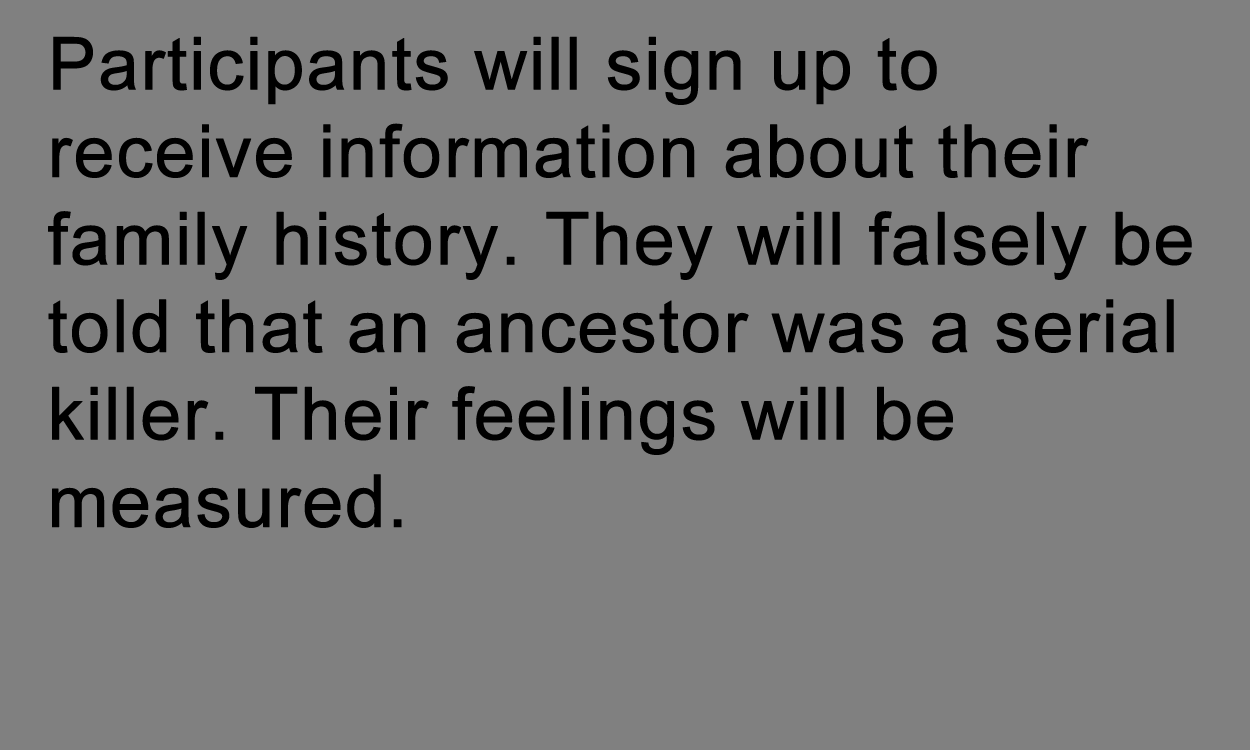 Participants will sign up to
receive information about their
family history. They will falsely be
told that an ancestor was a serial
killer. Their feelings will be
measured.